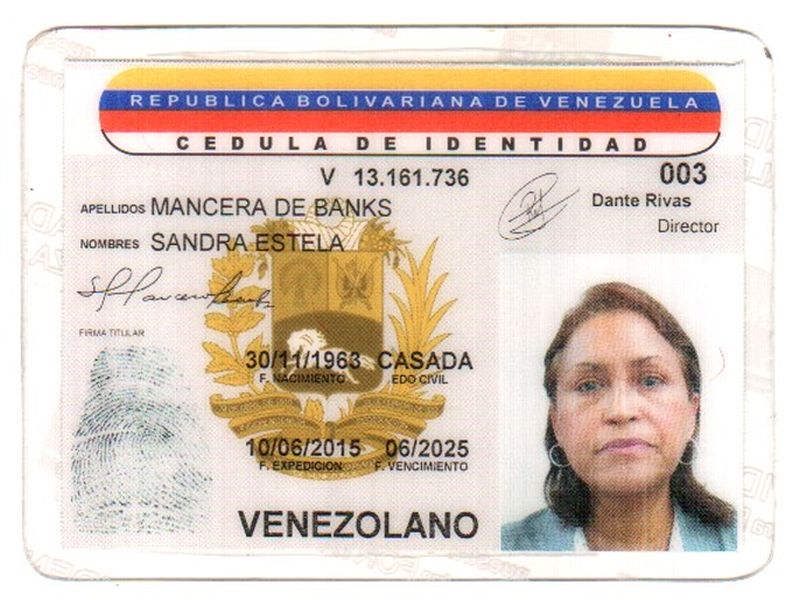 REPUBLICA BOLIVARIANA DE VENEZUELA
CEDULA DE IDENTIDAD
V 13.161.736
003
APELLIDOS MANCERA DE BANKS
Dante Rivas
Director
NOMBRES SANDRA ESTELA
FIRMA TITULAR
30/11/1963 CASADA
F. NACIMIENTO EDO CIVIL
10/06/2015 06/2025
F. EXPEDICION F. VENCIMIENTO
VENEZOLANO